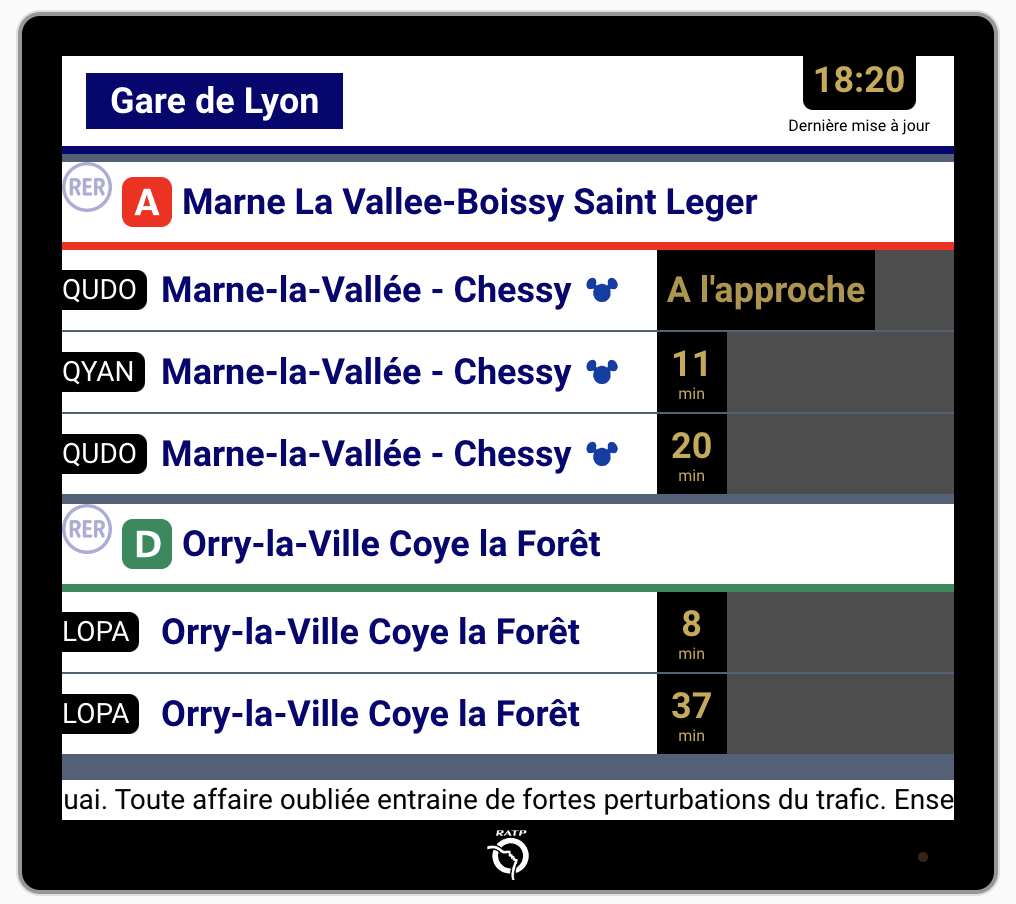 Gare de Lyon
18:20
Dernière mise à jour
RER A Marne La Vallee-Boissy Saint Leger
QUDO Marne-la-Vallée - Chessy A l'approche
QYAN Marne-la-Vallée - Chessy 11 min
QUDO Marne-la-Vallée - Chessy 20 min
RER D Orry-la-Ville Coye la Forêt
LOPA Orry-la-Ville Coye la Forêt 8 min
LOPA Orry-la-Ville Coye la Forêt 37 min
uai. Toute affaire oubliée entraine de fortes perturbations du trafic. Ense
RATP